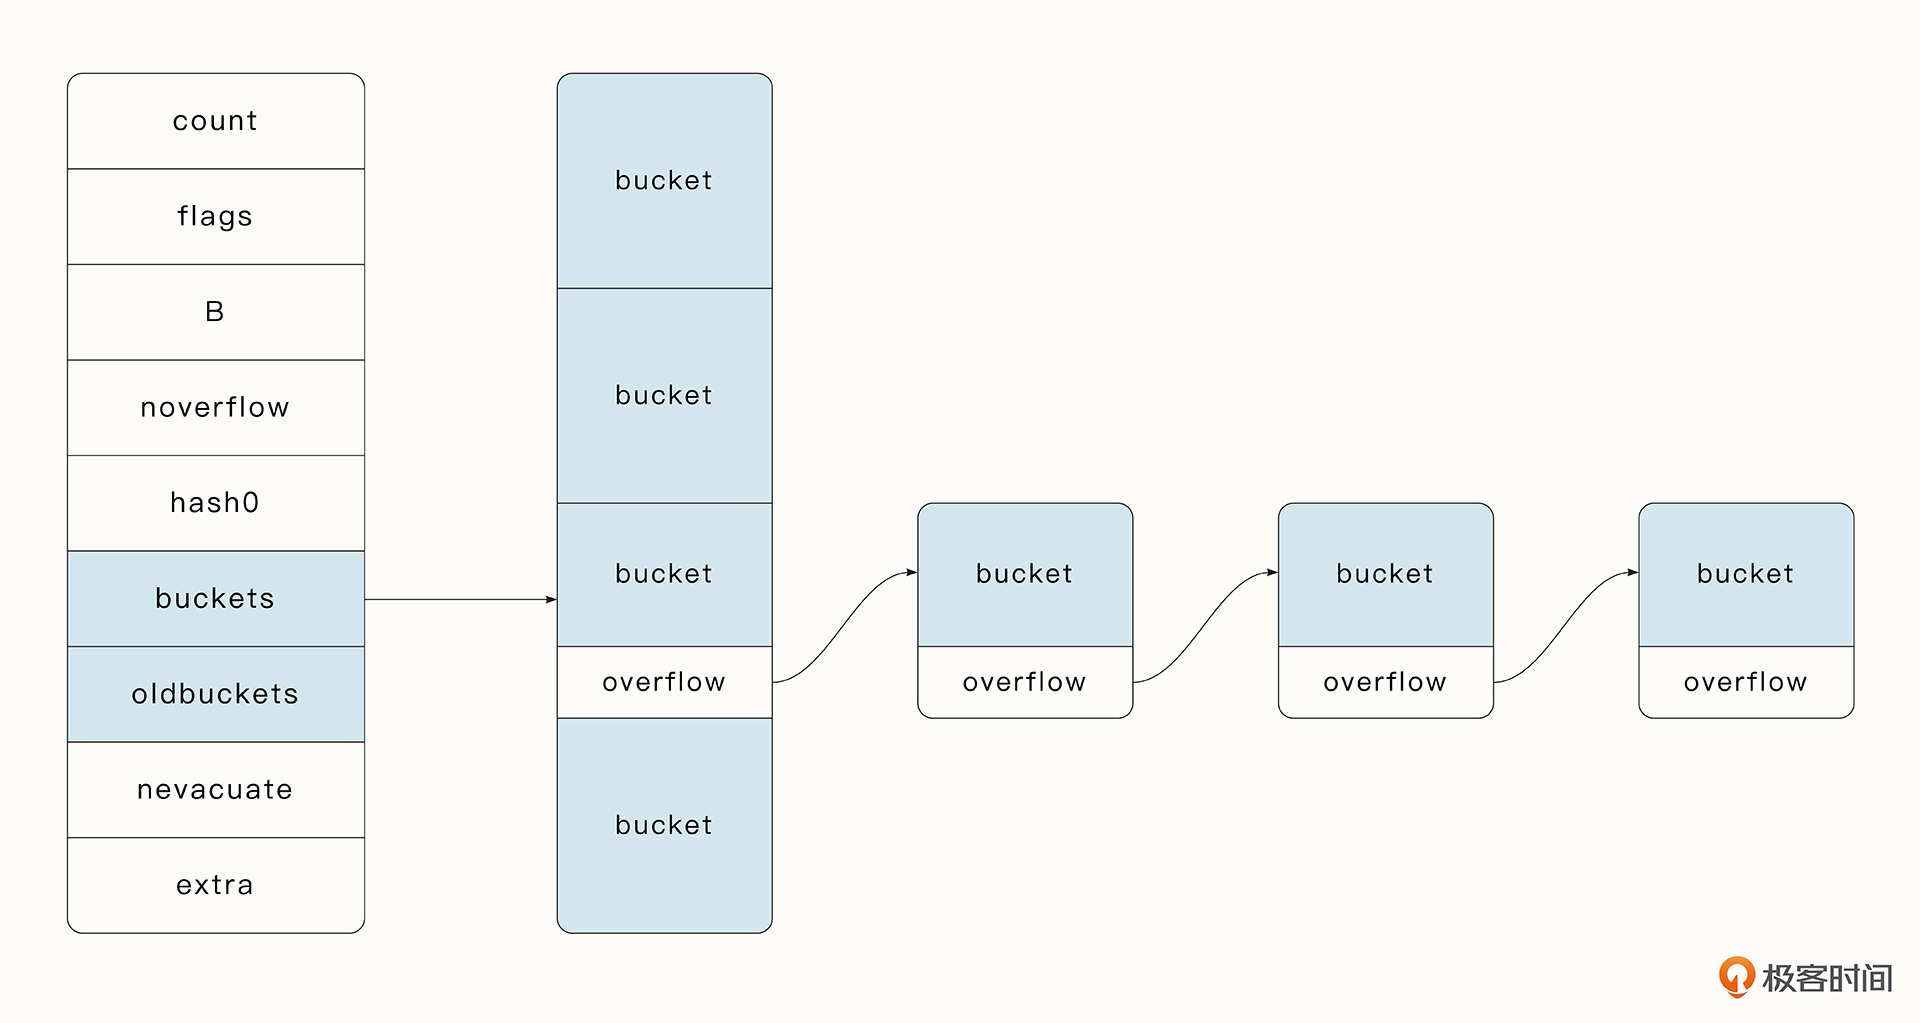 count
flags
B
noverflow
hash0
buckets
oldbuckets
nevacuate
extra
bucket
bucket
bucket
overflow
bucket
bucket
overflow
bucket
overflow
bucket
overflow
极客时间